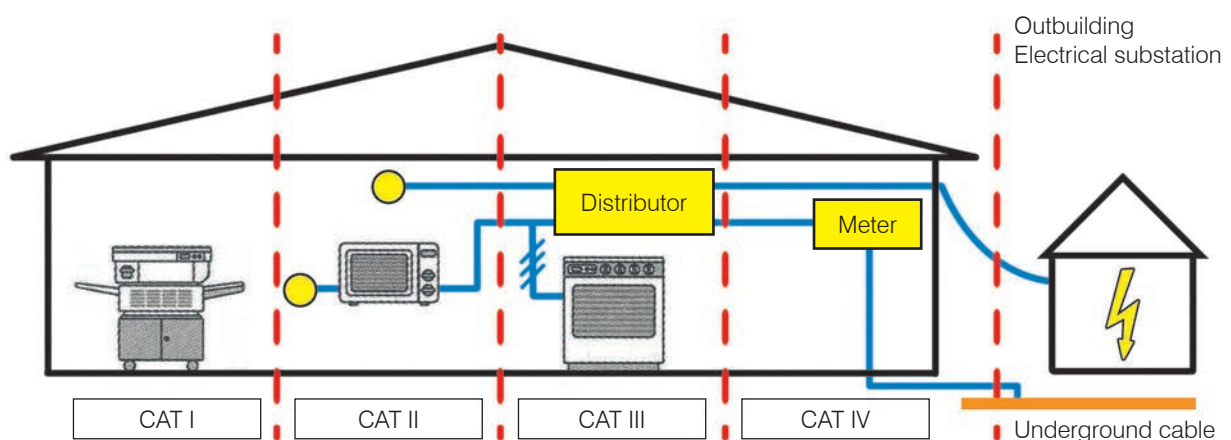 Outbuilding
Electrical substation
Distributor
Meter
CAT I
CAT II
CAT III
CAT IV
Underground cable